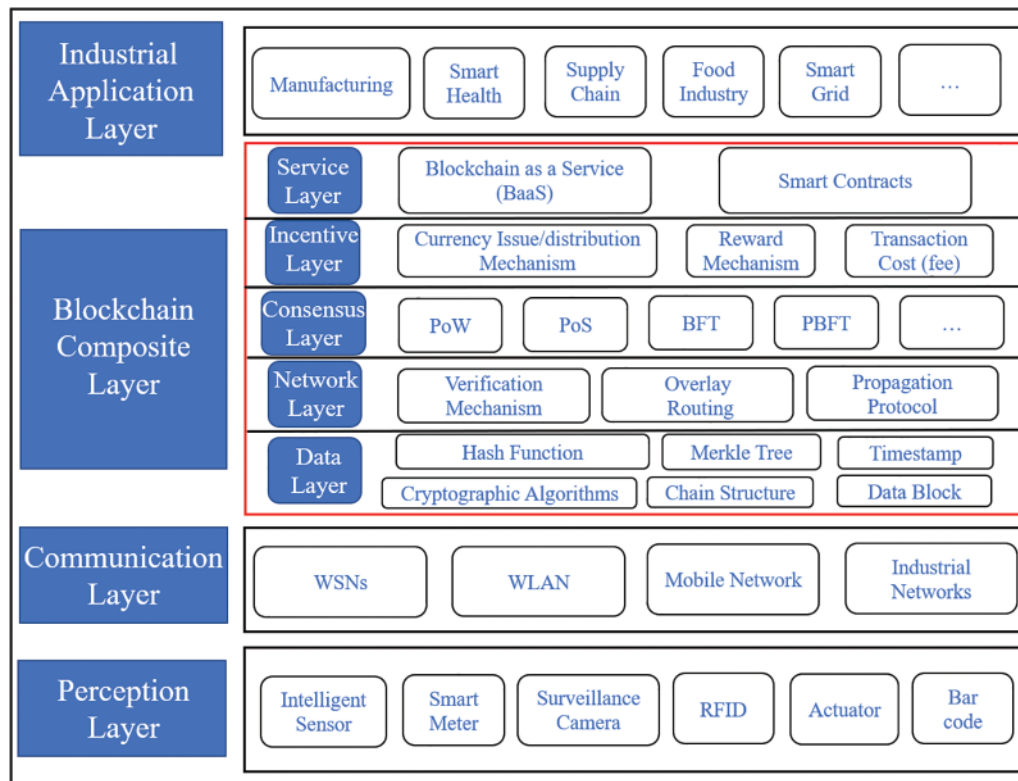 Industrial
Application
Layer
Manufacturing
Smart
Health
Supply
Chain
Food
Industry
Smart
Grid
…
Blockchain
Composite
Layer
Service
Layer
Blockchain as a Service
(BaaS)
Smart Contracts
Incentive
Layer
Currency Issue/distribution
Mechanism
Reward
Mechanism
Transaction
Cost (fee)
Consensus
Layer
PoW
PoS
BFT
PBFT
…
Network
Layer
Verification
Mechanism
Overlay
Routing
Propagation
Protocol
Data
Layer
Hash Function
Merkle Tree
Timestamp
Cryptographic Algorithms
Chain Structure
Data Block
Communication
Layer
WSNs
WLAN
Mobile Network
Industrial
Networks
Perception
Layer
Intelligent
Sensor
Smart
Meter
Surveillance
Camera
RFID
Actuator
Bar
code